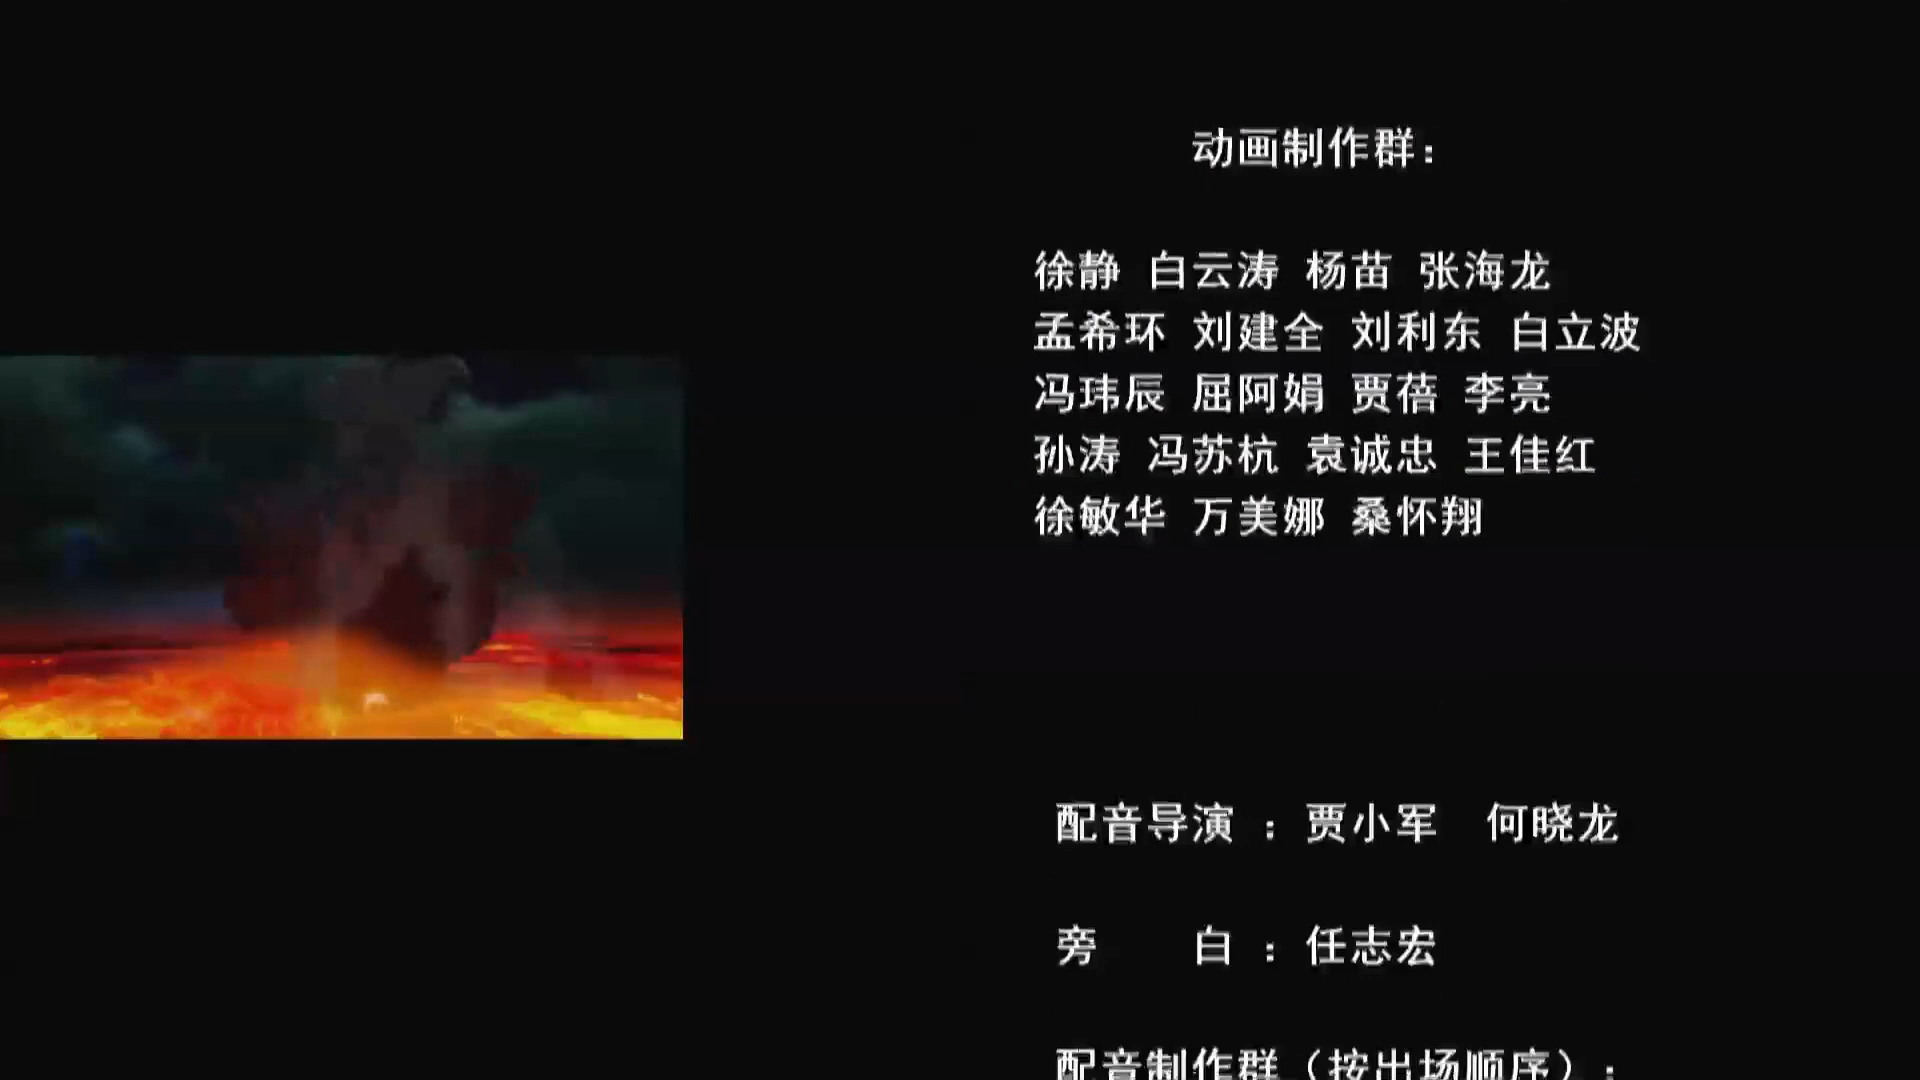 动画制作群：
徐静 白云涛 杨苗 张海龙
孟希环 刘建全 刘利东 白立波
冯玮辰 屈阿娟 贾蓓 李亮
孙涛 冯苏杭 袁诚忠 王佳红
徐敏华 万美娜 桑怀翔
配音导演 ：贾小军 何晓龙
旁 白 ：任志宏
配音制作群（按出场顺序）：